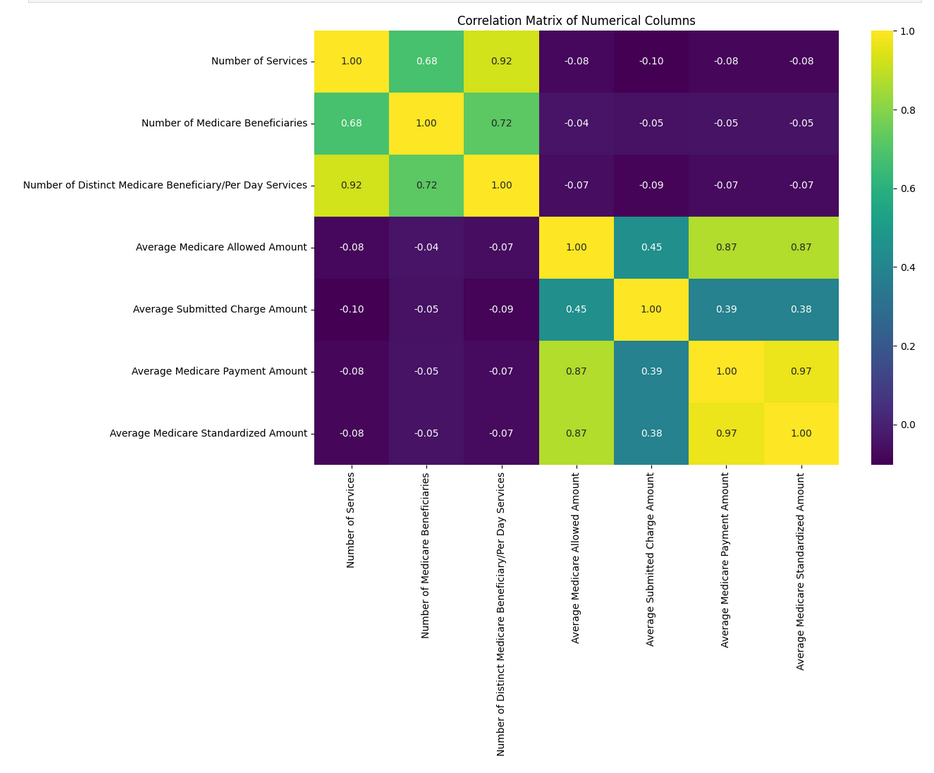 Correlation Matrix of Numerical Columns
Number of Services
1.00 0.68 0.92 -0.08 -0.10 -0.08 -0.08
Number of Medicare Beneficiaries
0.68 1.00 0.72 -0.04 -0.05 -0.05 -0.05
Number of Distinct Medicare Beneficiary/Per Day Services
0.92 0.72 1.00 -0.07 -0.09 -0.07 -0.07
Average Medicare Allowed Amount
-0.08 -0.04 -0.07 1.00 0.45 0.87 0.87
Average Submitted Charge Amount
-0.10 -0.05 -0.09 0.45 1.00 0.39 0.38
Average Medicare Payment Amount
-0.08 -0.05 -0.07 0.87 0.39 1.00 0.97
Average Medicare Standardized Amount
-0.08 -0.05 -0.07 0.87 0.38 0.97 1.00
Number of Services
Number of Medicare Beneficiaries
Number of Distinct Medicare Beneficiary/Per Day Services
Average Medicare Allowed Amount
Average Submitted Charge Amount
Average Medicare Payment Amount
Average Medicare Standardized Amount
1.0
0.8
0.6
0.4
0.2
0.0